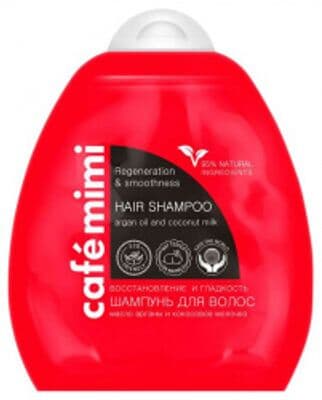 café mimi
Regeneration
& smoothness
95% NATURAL
INGREDIENTS
HAIR SHAMPOO
argan oil and coconut milk
ВОССТАНОВЛЕНИЕ И ГЛАДКОСТЬ
ШАМПУНЬ ДЛЯ ВОЛОС
масло арганы и кокосовое молочко